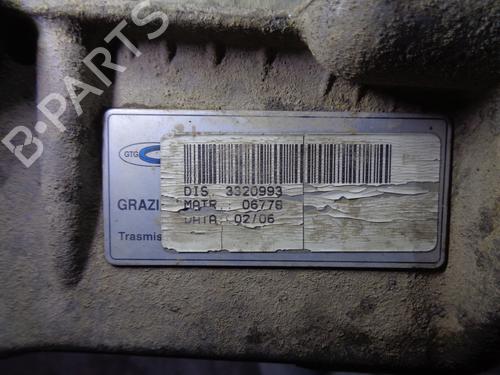 B-PARTS
GTG
GRAZI
Trasmis
DIS 3320993
MATR.: 06776
DATA: 02/06